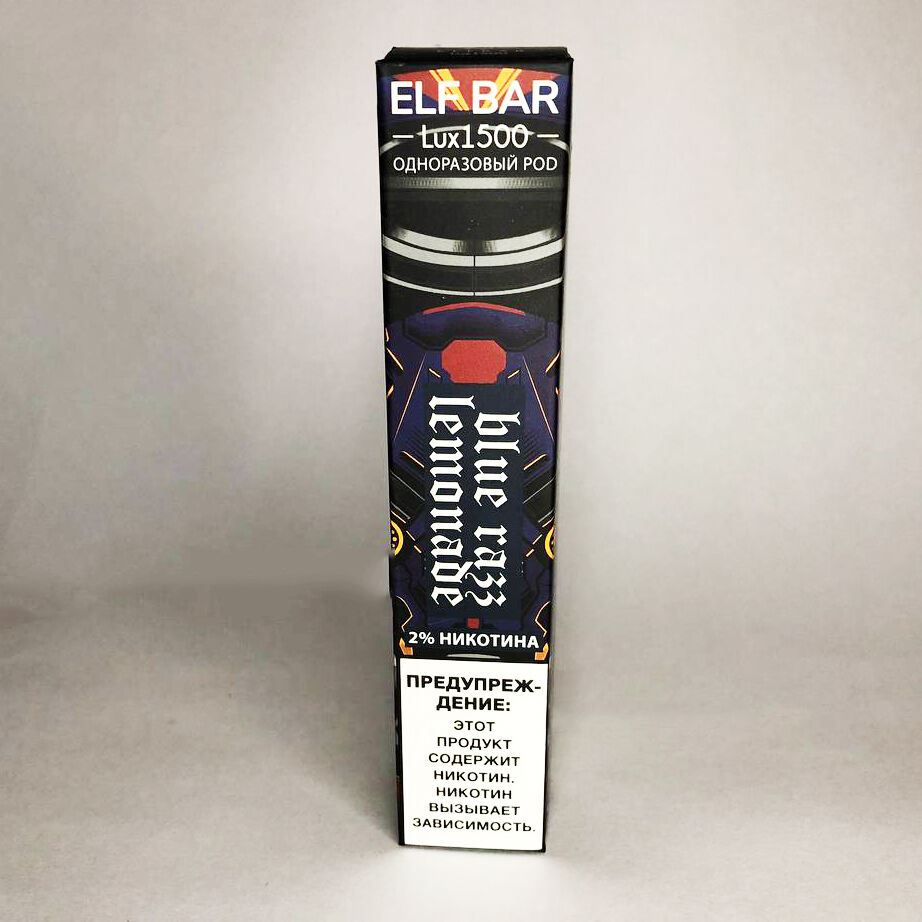 ELF BAR
Lux1500
ОДНОРАЗОВЫЙ POD
blue razz
lemonade
2% НИКОТИНА
ПРЕДУПРЕЖ-
ДЕНИЕ:
ЭТОТ
ПРОДУКТ
СОДЕРЖИТ
НИКОТИН.
НИКОТИН
ВЫЗЫВАЕТ
ЗАВИСИМОСТЬ.